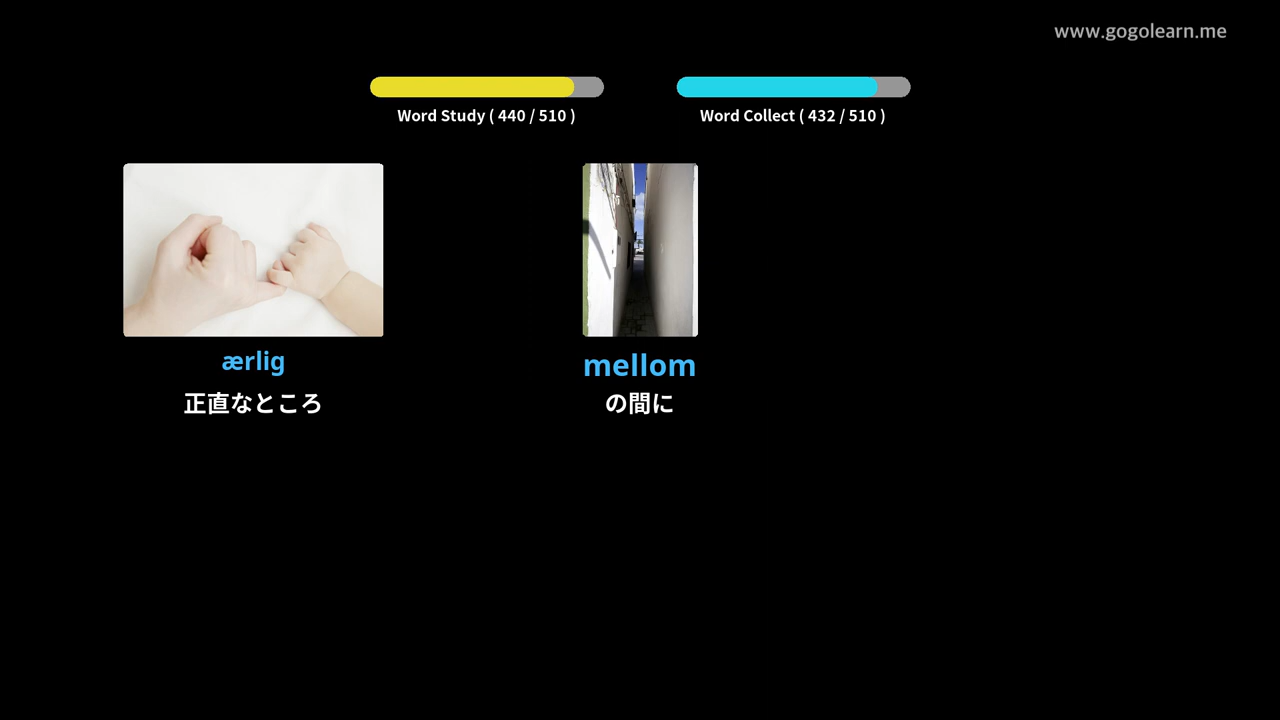 www.gogolearn.me
Word Study ( 440 / 510 )
Word Collect ( 432 / 510 )
ærlig
正直なところ
mellom
の間に